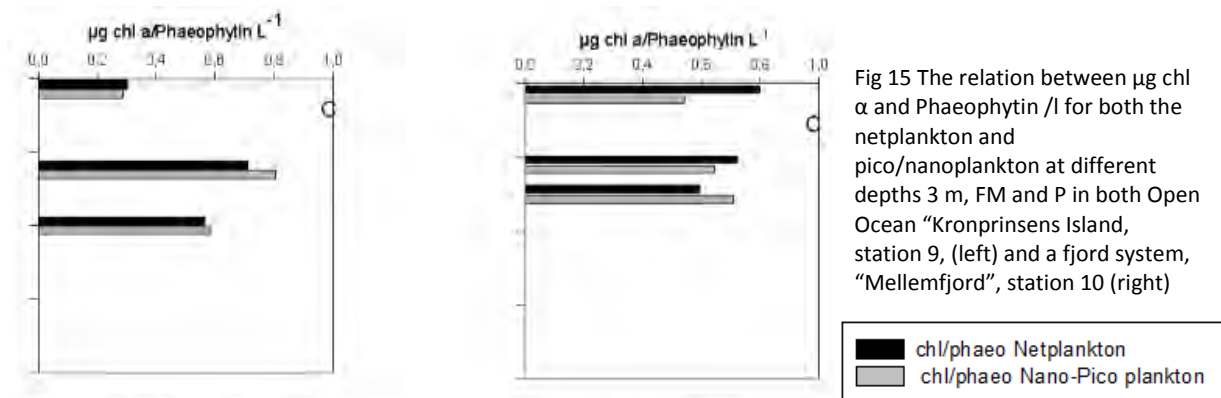 µg chl a/Phaeophytin L⁻¹
0,0 0,2 0,4 0,6 0,8 1,0
C
µg chl a/Phaeophytin L⁻¹
0,0 0,2 0,4 0,6 0,8 1,0
C
Fig 15 The relation between µg chl
α and Phaeophytin /l for both the
netplankton and
pico/nanoplankton at different
depths 3 m, FM and P in both Open
Ocean “Kronprinsens Island,
station 9, (left) and a fjord system,
“Mellemfjord”, station 10 (right)
chl/phaeo Netplankton
chl/phaeo Nano-Pico plankton